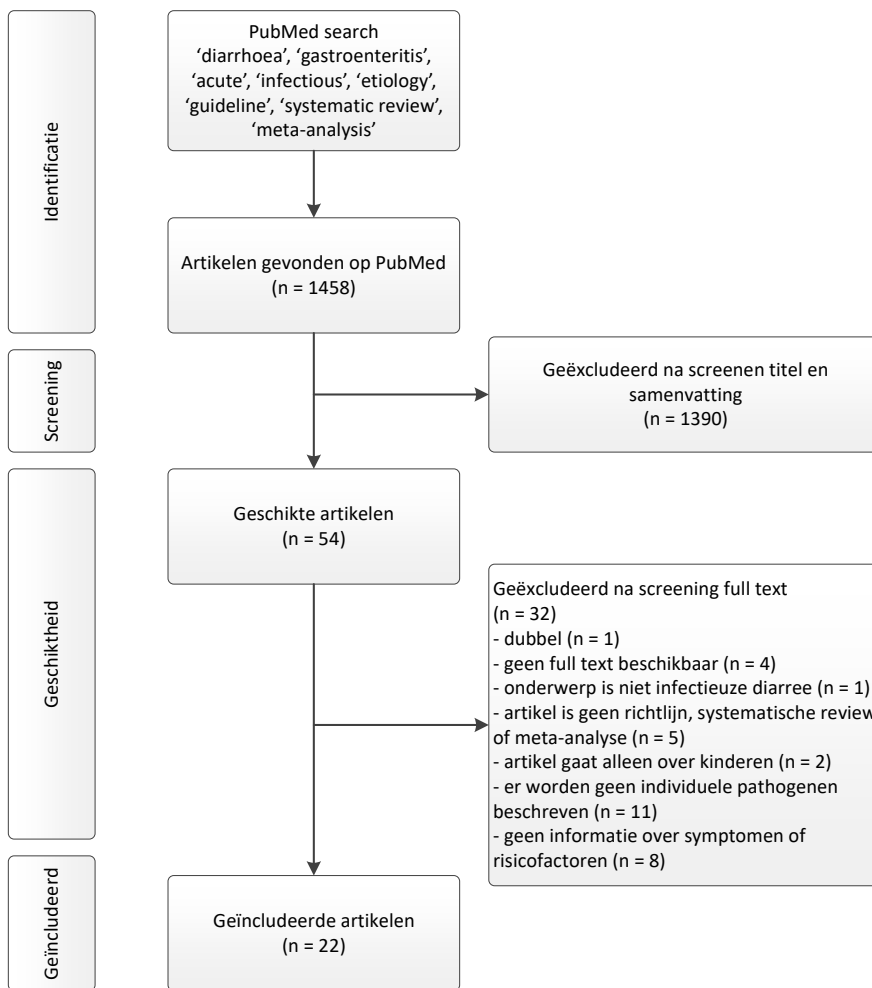 Identificatie
PubMed search
‘diarrhoea’, ‘gastroenteritis’,
‘acute’, ‘infectious’, ‘etiology’,
‘guideline’, ‘systematic review’,
‘meta-analysis’
Artikelen gevonden op PubMed
(n = 1458)
Screening
Geëxcludeerd na screenen titel en
samenvatting
(n = 1390)
Geschiktheid
Geschikte artikelen
(n = 54)
Geëxcludeerd na screening full text
(n = 32)
- dubbel (n = 1)
- geen full text beschikbaar (n = 4)
- onderwerp is niet infectieuze diarree (n = 1)
- artikel is geen richtlijn, systematische review
of meta-analyse (n = 5)
- artikel gaat alleen over kinderen (n = 2)
- er worden geen individuele pathogenen
beschreven (n = 11)
- geen informatie over symptomen of
risicofactoren (n = 8)
Geïncludeerd
Geïncludeerde artikelen
(n = 22)